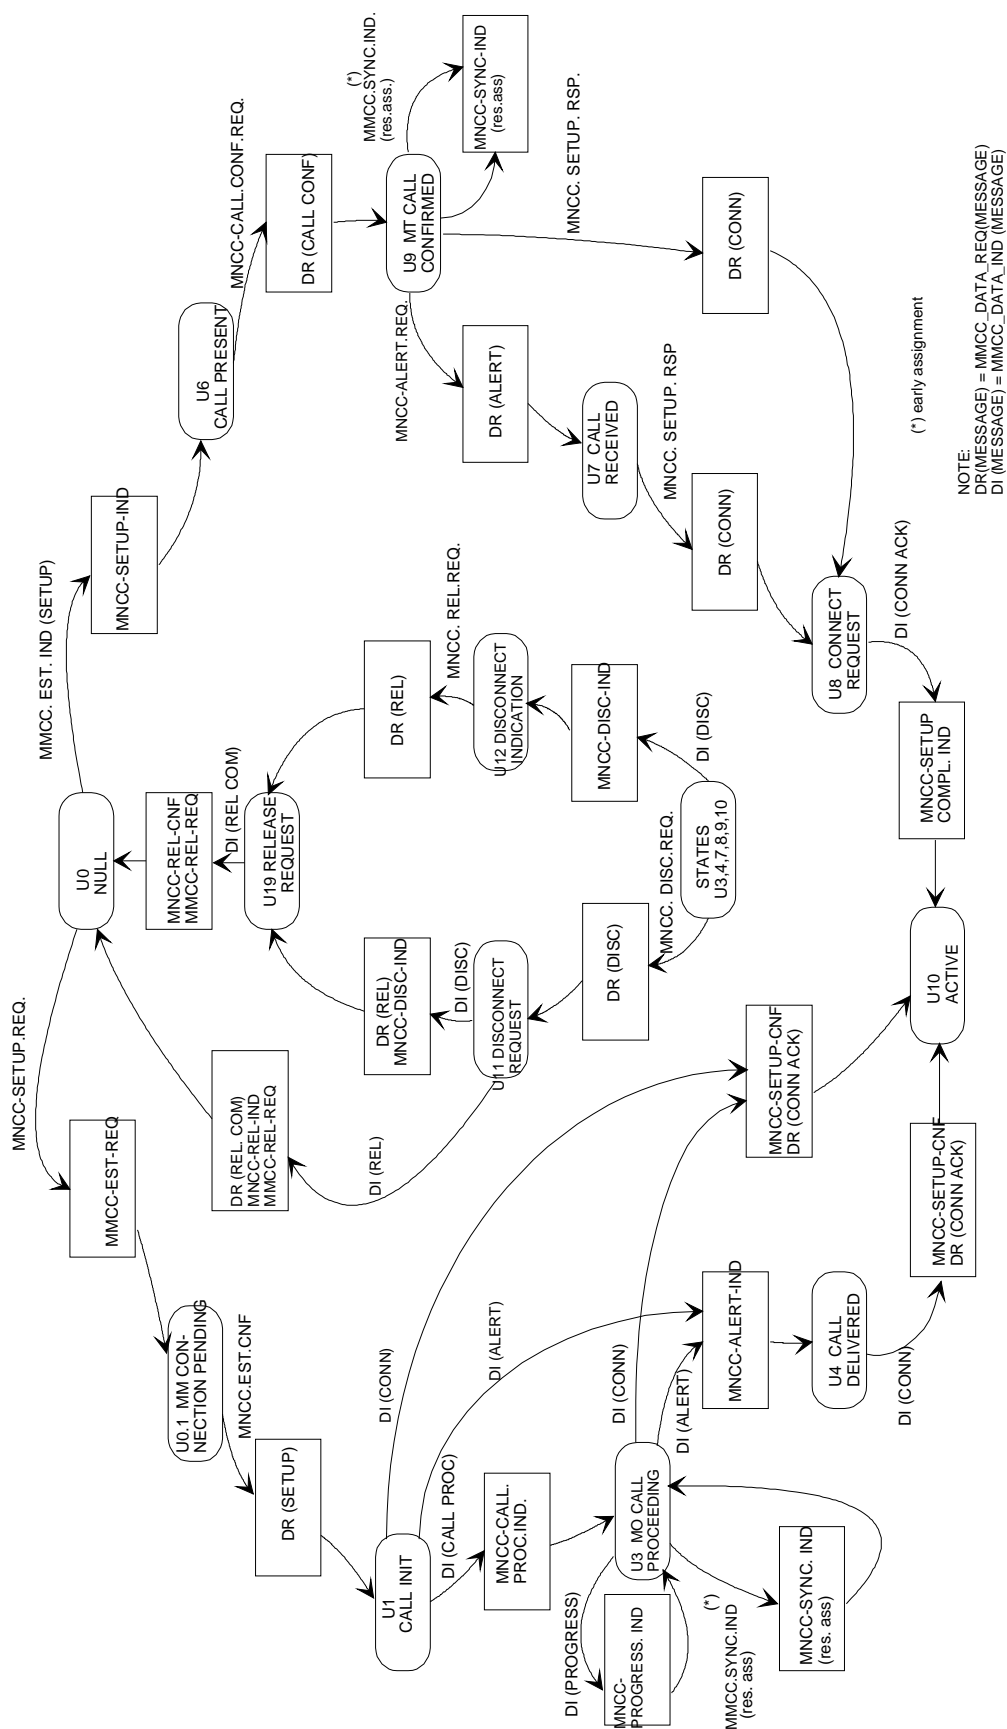 MNCC-SETUP.REQ.
MMCC-EST-REQ
U0.1 MM CON-
NECTION PENDING
MNCC.EST.CNF
DR (SETUP)
U1
CALL INIT
DI (CALL PROC)
MNCC-CALL.
PROC.IND.
DI (PROGRESS)
MNCC-
PROGRESS. IND
U3 MO CALL
PROCEEDING
(*)
MMCC.SYNC.IND
(res. ass)
MNCC-SYNC. IND
(res. ass)
DI (CONN)
DI (ALERT)
DI (CONN)
DI (ALERT)
MNCC-ALERT-IND
U4 CALL
DELIVERED
DI (CONN)
MNCC-SETUP-CNF
DR (CONN ACK)
MNCC-SETUP-CNF
DR (CONN ACK)
U10
ACTIVE
U0
NULL
MNCC-REL-CNF
MMCC-REL-REQ
DI (REL COM)
U19 RELEASE
REQUEST
DR (REL. COM)
MNCC-REL-IND
MMCC-REL-REQ
DI (REL)
DR (REL)
MNCC-DISC-IND
DI (DISC)
U11 DISCONNECT
REQUEST
DR (DISC)
MNCC. DISC.REQ.
STATES
U3,4,7,8,9,10
DI (DISC)
MNCC-DISC-IND
U12 DISCONNECT
INDICATION
MNCC. REL.REQ.
DR (REL)
MMCC. EST. IND (SETUP)
MNCC-SETUP-IND
U6
CALL PRESENT
MNCC-CALL.CONF.REQ.
DR (CALL CONF)
U9 MT CALL
CONFIRMED
(*)
MMCC.SYNC.IND.
(res.ass.)
MNCC-SYNC-IND
(res.ass)
MNCC-ALERT.REQ.
DR (ALERT)
U7 CALL
RECEIVED
MNCC. SETUP. RSP
DR (CONN)
MNCC. SETUP. RSP.
DR (CONN)
U8 CONNECT
REQUEST
DI (CONN ACK)
MNCC-SETUP
COMPL. IND
(*) early assignment
NOTE:
DR(MESSAGE) = MMCC_DATA_REQ(MESSAGE)
DI (MESSAGE) = MMCC_DATA_IND (MESSAGE)